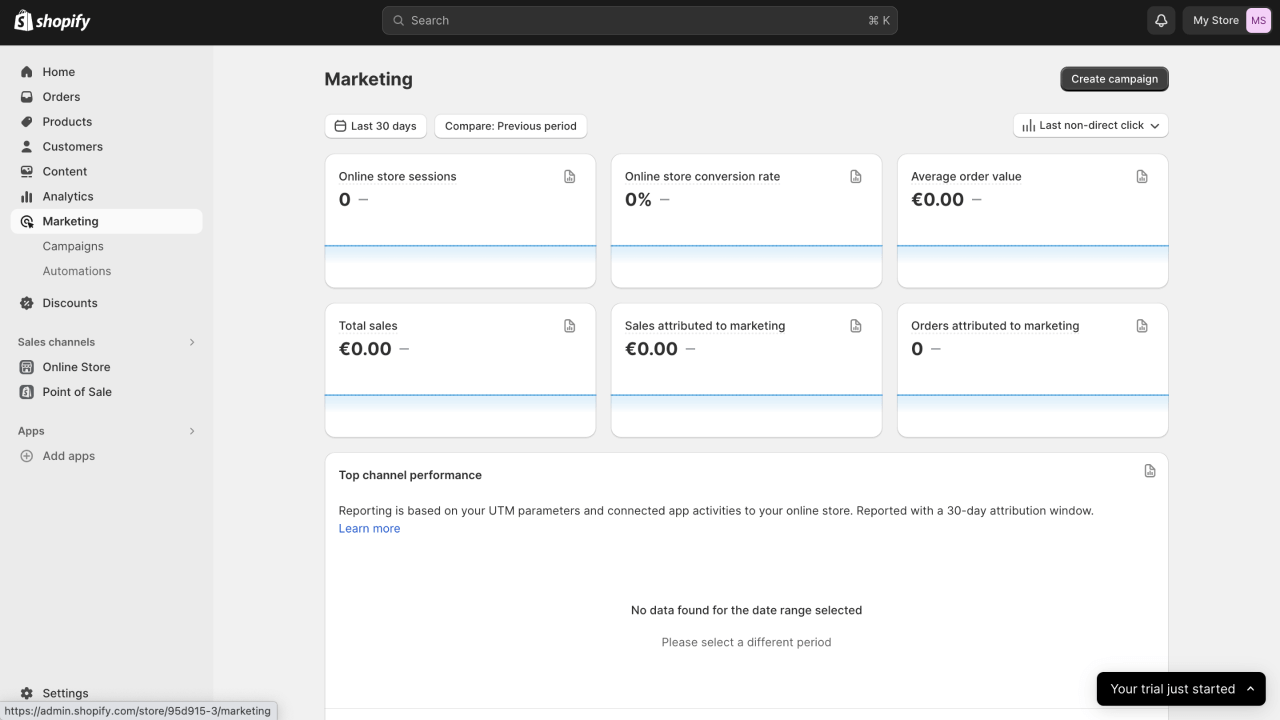 shopify
Search
⌘ K
My Store
MS
Home
Orders
Products
Customers
Content
Analytics
Marketing
Campaigns
Automations
Discounts
Sales channels
Online Store
Point of Sale
Apps
Add apps
Settings
https://admin.shopify.com/store/95d915-3/marketing
Marketing
Create campaign
Last 30 days
Compare: Previous period
Last non-direct click
Online store sessions
0 —
Online store conversion rate
0% —
Average order value
€0.00 —
Total sales
€0.00 —
Sales attributed to marketing
€0.00 —
Orders attributed to marketing
0 —
Top channel performance
Reporting is based on your UTM parameters and connected app activities to your online store. Reported with a 30-day attribution window.
Learn more
No data found for the date range selected
Please select a different period
Your trial just started